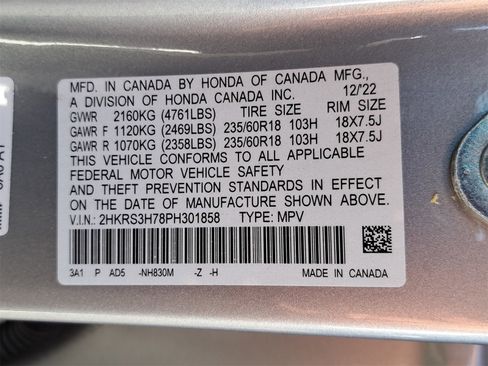 MFD. IN CANADA BY HONDA OF CANADA MFG.,
A DIVISION OF HONDA CANADA INC. 12/'22
GVWR 2160KG (4761LBS) TIRE SIZE RIM SIZE
GAWR F 1120KG (2469LBS) 235/60R18 103H 18X7.5J
GAWR R 1070KG (2358LBS) 235/60R18 103H 18X7.5J
THIS VEHICLE CONFORMS TO ALL APPLICABLE
FEDERAL MOTOR VEHICLE SAFETY
AND THEFT PREVENTION STANDARDS IN EFFECT
ON THE DATE OF MANUFACTURE SHOWN ABOVE.
V.I.N.: 2HKRS3H78PH301858 TYPE: MPV
3A1 P AD5 -NH830M -Z -H MADE IN CANADA